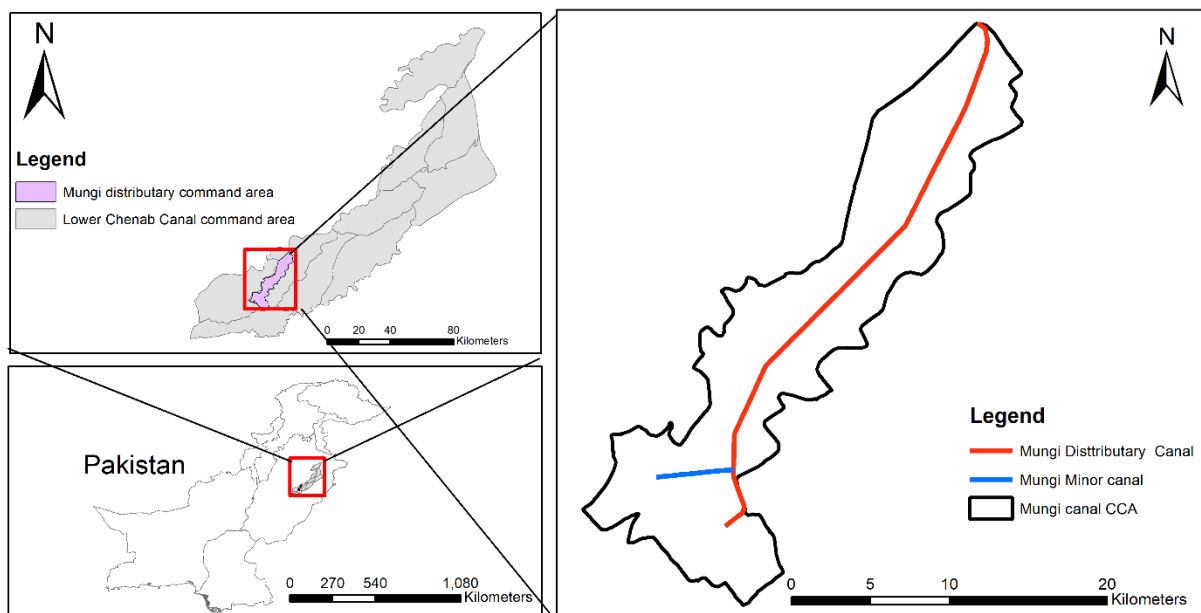 N
Legend
Mungi distributary command area
Lower Chenab Canal command area
0 20 40 80
Kilometers
Pakistan
0 270 540 1,080
Kilometers
N
Legend
Mungi Disttributary Canal
Mungi Minor canal
Mungi canal CCA
0 5 10 20
Kilometers